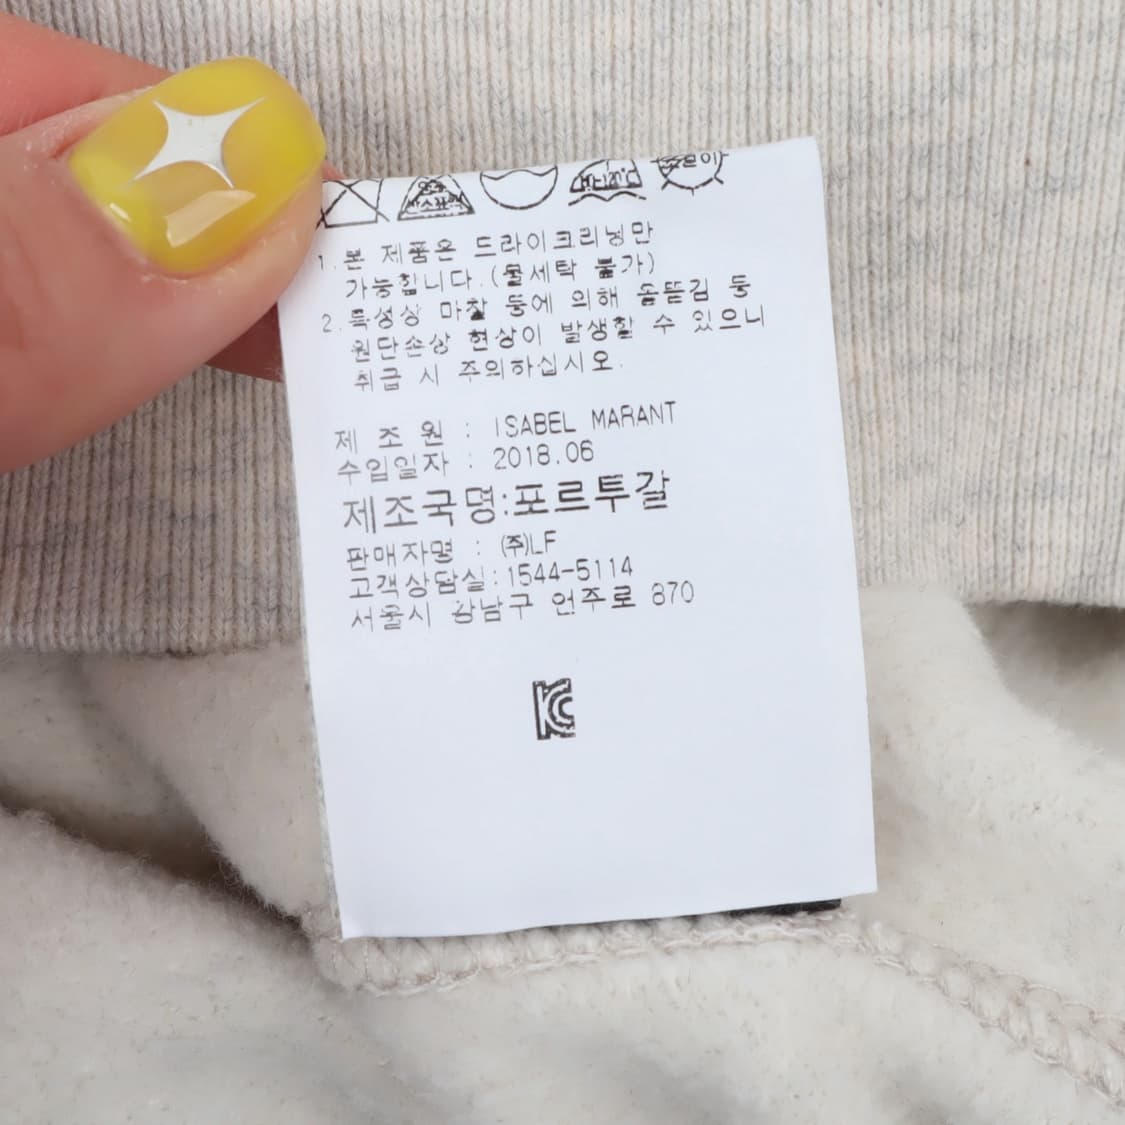 1. 본 제품은 드라이크리닝만
가능합니다.(물세탁 불가)
2. 특성상 마찰 등에 의해 올뜯김 등
원단손상 현상이 발생할 수 있으니
취급 시 주의하십시오.
제 조 원 : ISABEL MARANT
수입일자 : 2018.06
제조국명:포르투갈
판매자명 : (주)LF
고객상담실:1544-5114
서울시 강남구 언주로 870
KC